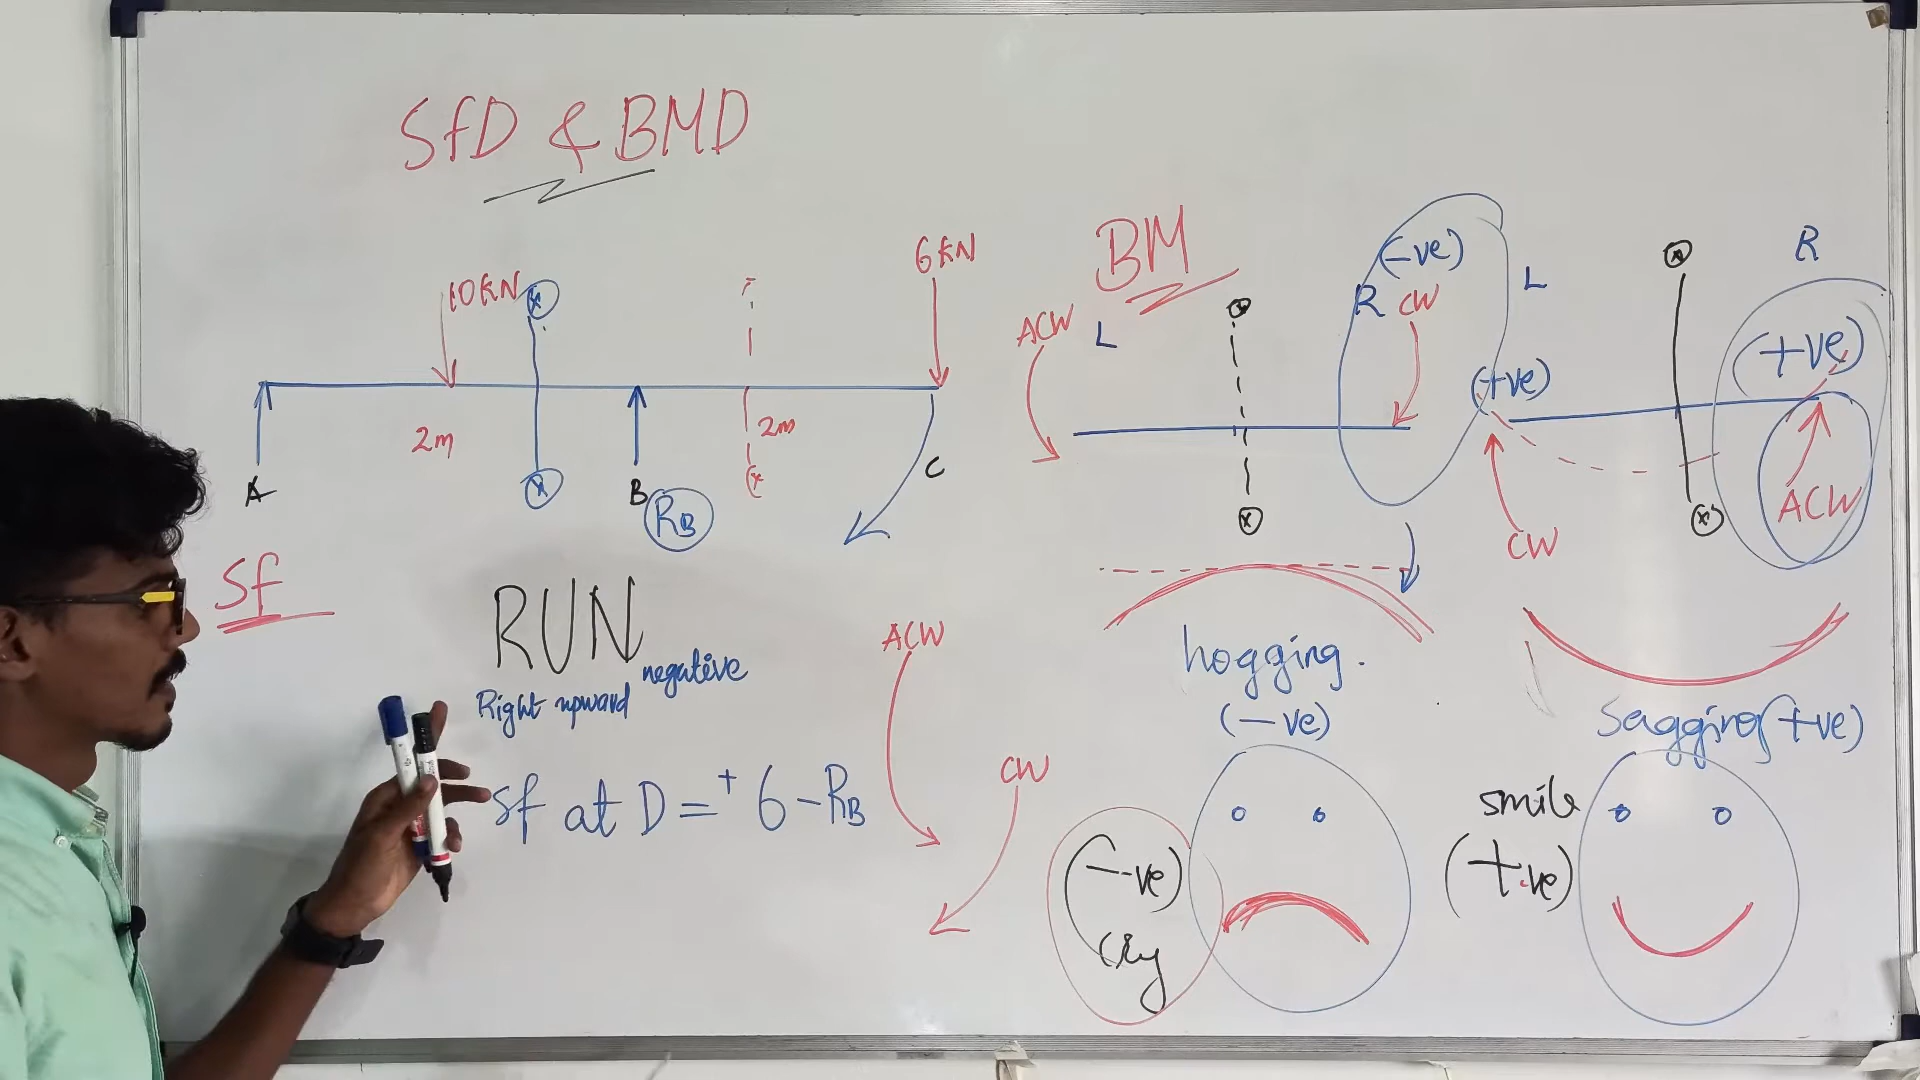 SfD & BMD
10KN
x
6KN
2m
2m
A
x
B
RB
x
C
Sf
RUN
Right upward negative
Sf at D = + 6 - RB
ACW
CW
BM
ACW
L
R
CW
(-ve)
x
x
hogging.
(-ve)
(-ve)
Cry
L
(+ve)
CW
x
x
R
(+ve)
ACW
Sagging(+ve)
smile
(+ve)